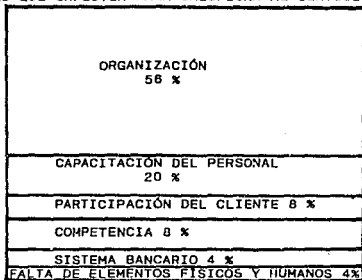 ORGANIZACIÓN
56 %
CAPACITACIÓN DEL PERSONAL
20 %
PARTICIPACIÓN DEL CLIENTE 8 %
COMPETENCIA 8 %
SISTEMA BANCARIO 4 %
FALTA DE ELEMENTOS FÍSICOS Y HUMANOS 4%